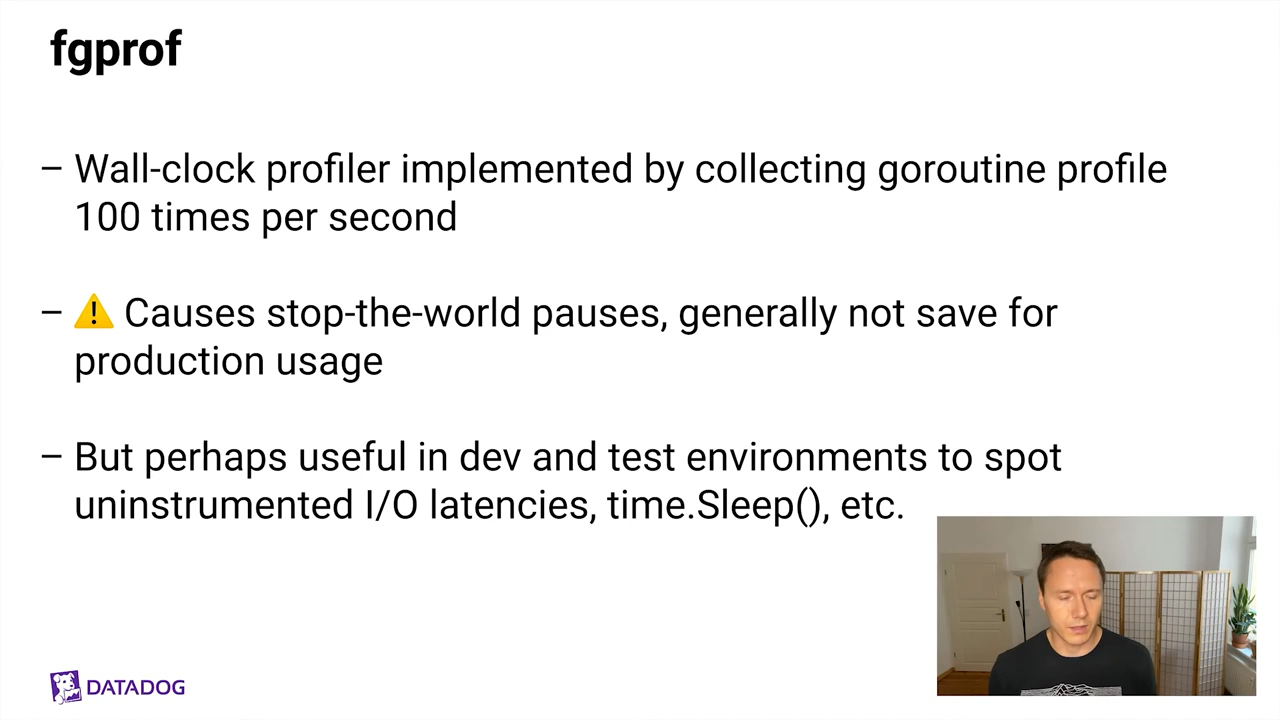 fgprof
– Wall-clock profiler implemented by collecting goroutine profile
100 times per second
– ⚠️ Causes stop-the-world pauses, generally not save for
production usage
– But perhaps useful in dev and test environments to spot
uninstrumented I/O latencies, time.Sleep(), etc.
DATADOG